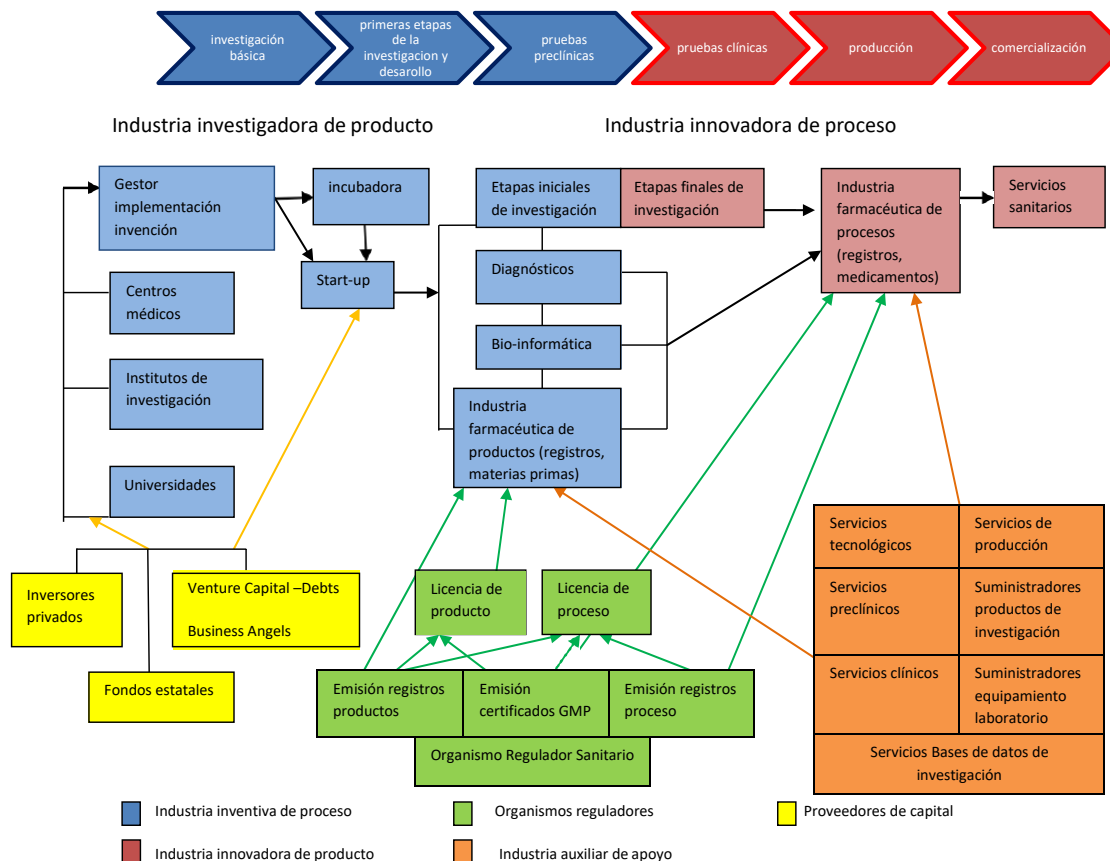 investigación
básica
primeras etapas
de la
investigacion y
desarollo
pruebas
preclínicas
pruebas clínicas
producción
comercialización
Industria investigadora de producto
Industria innovadora de proceso
Gestor
implementación
invención
incubadora
Start-up
Centros
médicos
Institutos de
investigación
Universidades
Etapas iniciales
de investigación
Etapas finales de
investigación
Diagnósticos
Bio-informática
Industria
farmacéutica de
productos (registros,
materias primas)
Industria
farmacéutica de
procesos
(registros,
medicamentos)
Servicios
sanitarios
Inversores
privados
Venture Capital –Debts
Business Angels
Fondos estatales
Licencia de
producto
Licencia de
proceso
Emisión registros
productos
Emisión
certificados GMP
Emisión registros
proceso
Organismo Regulador Sanitario
Servicios
tecnológicos
Servicios de
producción
Servicios
preclínicos
Suministradores
productos de
investigación
Servicios clínicos
Suministradores
equipamiento
laboratorio
Servicios Bases de datos de
investigación
Industria inventiva de proceso
Organismos reguladores
Proveedores de capital
Industria innovadora de producto
Industria auxiliar de apoyo